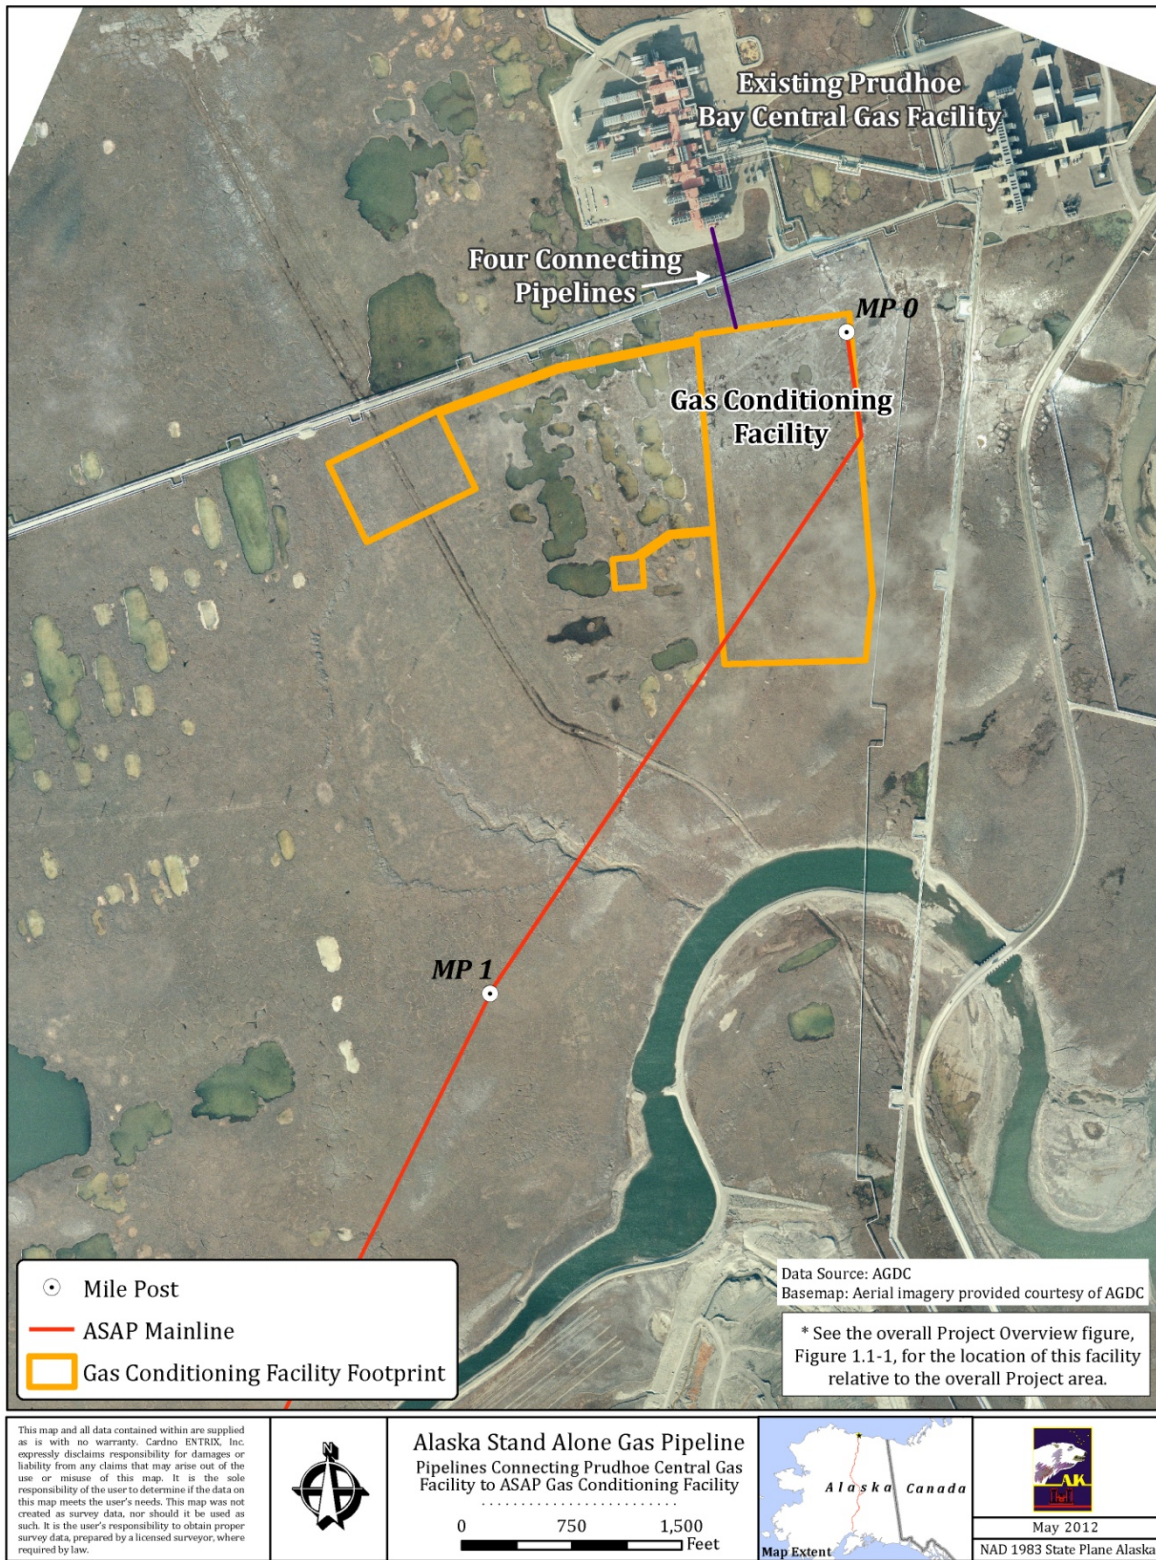 Existing Prudhoe
Bay Central Gas Facility
Four Connecting
Pipelines
MP 0
Gas Conditioning
Facility
MP 1
Mile Post
ASAP Mainline
Gas Conditioning Facility Footprint
Data Source: AGDC
Basemap: Aerial imagery provided courtesy of AGDC
* See the overall Project Overview figure,
Figure 1.1-1, for the location of this facility
relative to the overall Project area.
This map and all data contained within are supplied
as is with no warranty. Cardno ENTRIX, Inc.
expressly disclaims responsibility for damages or
liability from any claims that may arise out of the
use or misuse of this map. It is the sole
responsibility of the user to determine if the data on
this map meets the user's needs. This map was not
created as survey data, nor should it be used as
such. It is the user's responsibility to obtain proper
survey data, prepared by a licensed surveyor, where
required by law.
N
Alaska Stand Alone Gas Pipeline
Pipelines Connecting Prudhoe Central Gas
Facility to ASAP Gas Conditioning Facility
0 750 1,500
Feet
Alaska Canada
Map Extent
AK
May 2012
NAD 1983 State Plane Alaska